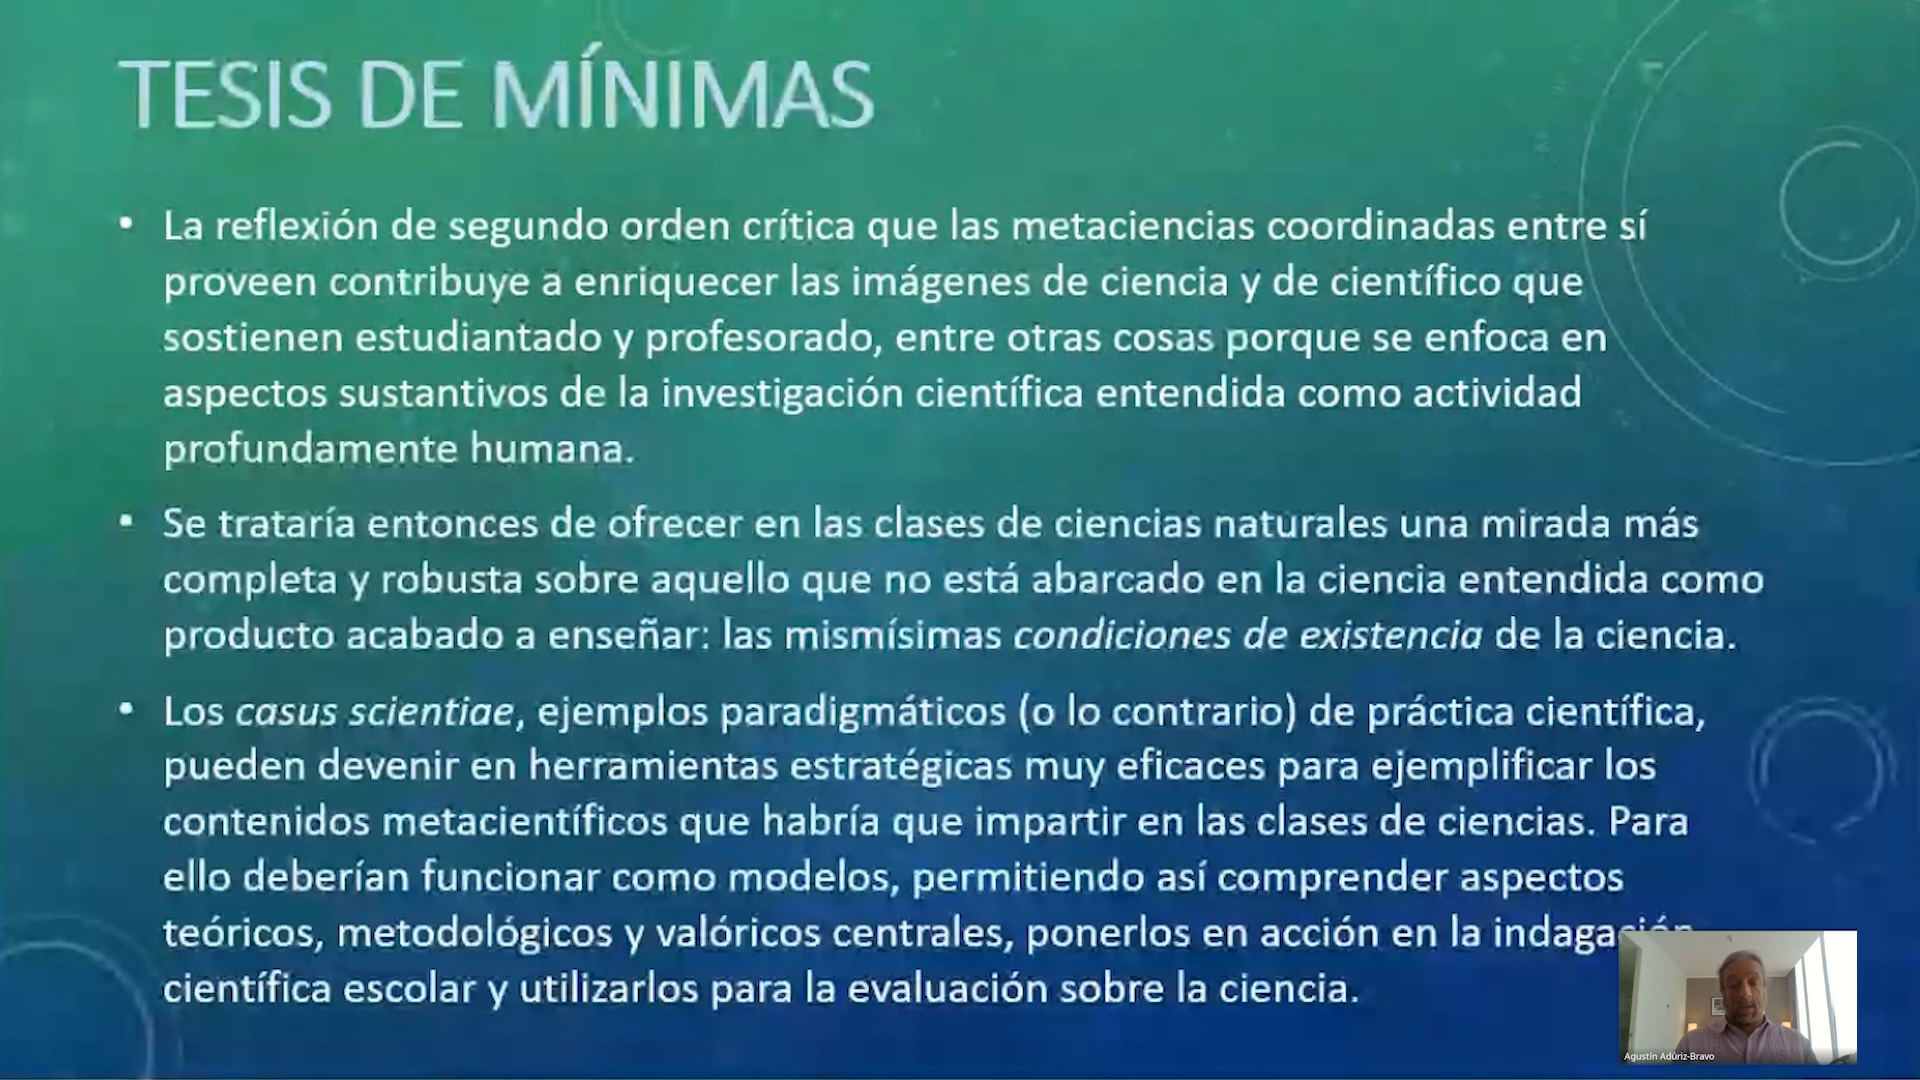 TESIS DE MÍNIMAS
• La reflexión de segundo orden crítica que las metaciencias coordinadas entre sí
proveen contribuye a enriquecer las imágenes de ciencia y de científico que
sostienen estudiantado y profesorado, entre otras cosas porque se enfoca en
aspectos sustantivos de la investigación científica entendida como actividad
profundamente humana.
• Se trataría entonces de ofrecer en las clases de ciencias naturales una mirada más
completa y robusta sobre aquello que no está abarcado en la ciencia entendida como
producto acabado a enseñar: las mismísimas condiciones de existencia de la ciencia.
• Los casus scientiae, ejemplos paradigmáticos (o lo contrario) de práctica científica,
pueden devenir en herramientas estratégicas muy eficaces para ejemplificar los
contenidos metacientíficos que habría que impartir en las clases de ciencias. Para
ello deberían funcionar como modelos, permitiendo así comprender aspectos
teóricos, metodológicos y valóricos centrales, ponerlos en acción en la indagación
científica escolar y utilizarlos para la evaluación sobre la ciencia.
Agustín Adúriz-Bravo